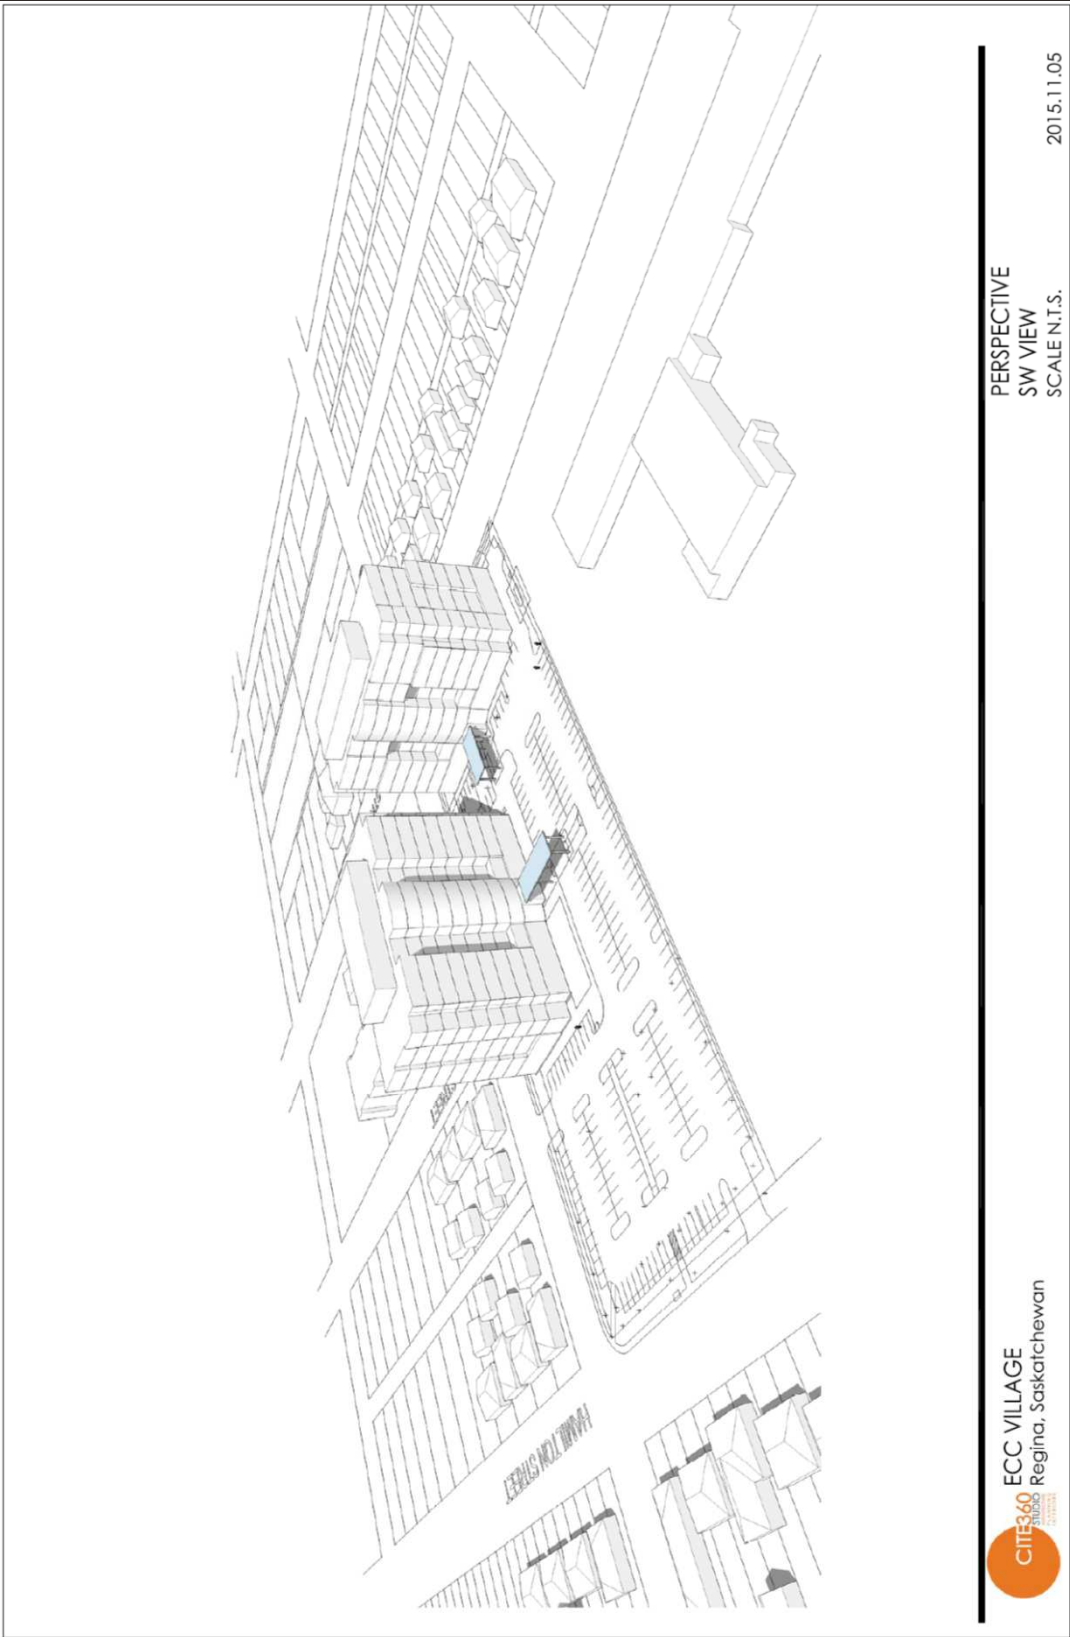 HAMILTON STREET
CITE360
STUDIO
ECC VILLAGE
Regina, Saskatchewan
PERSPECTIVE
SW VIEW
SCALE N.T.S.
2015.11.05